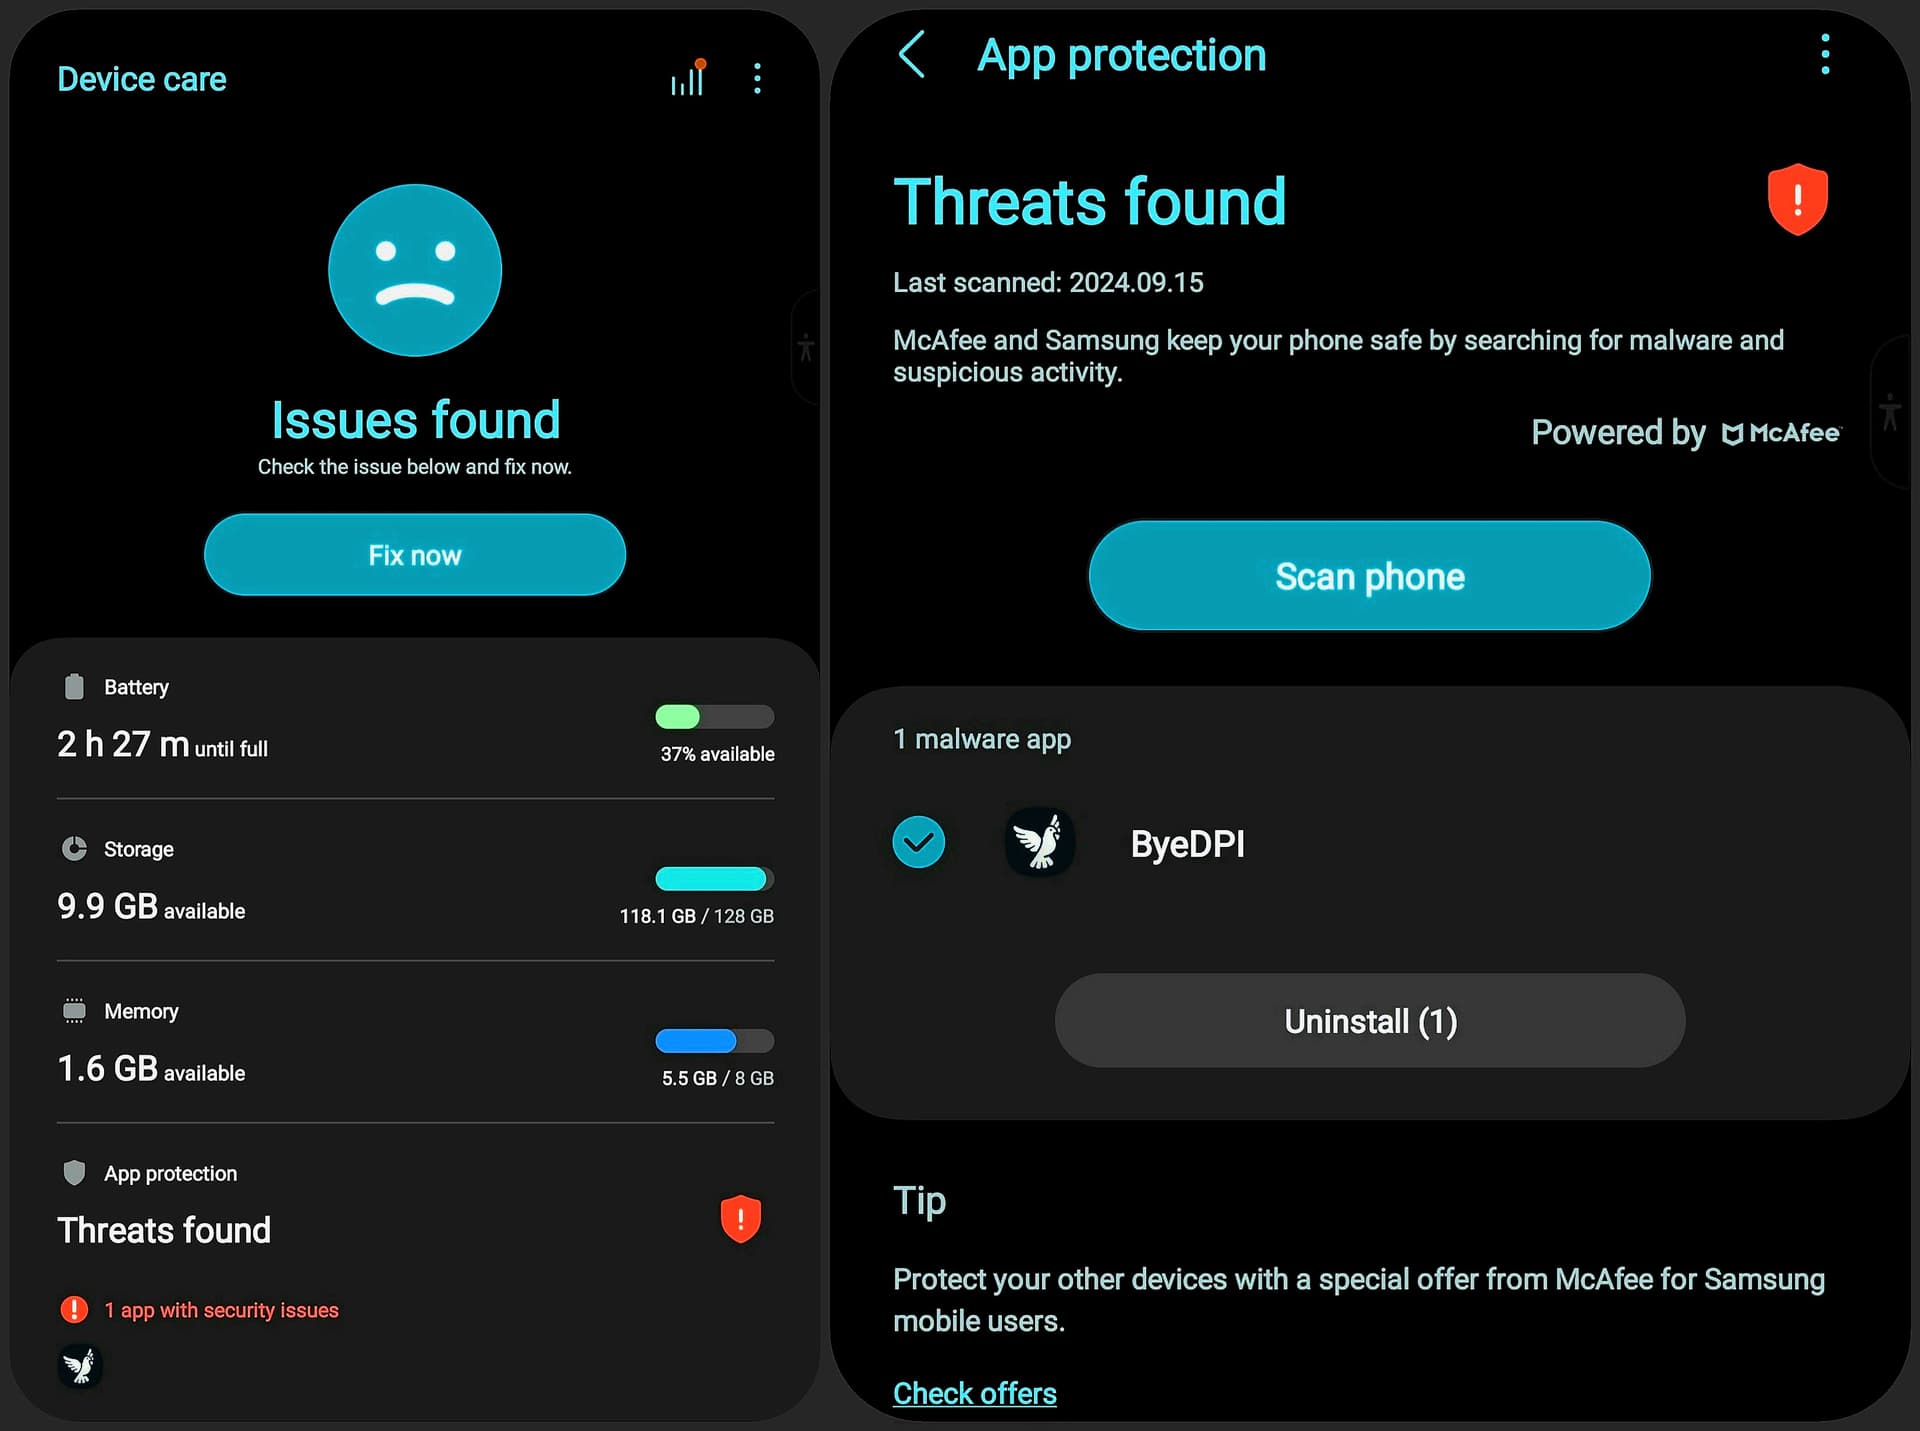 Device care
Issues found
Check the issue below and fix now.
Fix now
Battery
2 h 27 m until full
37% available
Storage
9.9 GB available
118.1 GB / 128 GB
Memory
1.6 GB available
5.5 GB / 8 GB
App protection
Threats found
1 app with security issues
App protection
Threats found
Last scanned: 2024.09.15
McAfee and Samsung keep your phone safe by searching for malware and
suspicious activity.
Powered by McAfee
Scan phone
1 malware app
ByeDPI
Uninstall (1)
Tip
Protect your other devices with a special offer from McAfee for Samsung
mobile users.
Check offers